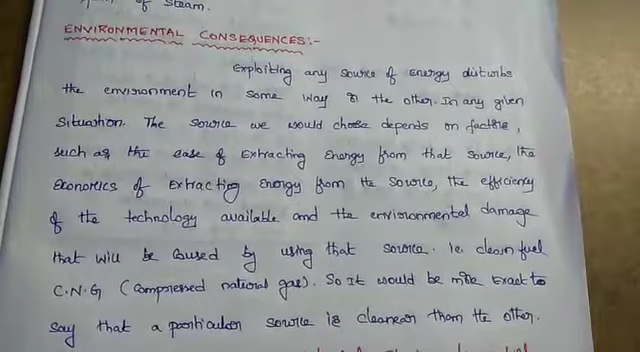 of steam.
ENVIRONMENTAL CONSEQUENCES:-
Exploiting any source of Energy disturbs
the environment in some way or the other. In any given
situation. The source we would choose depends on factors,
such as the ease of Extracting Energy from that source, the
Economics of Extracting Energy from the source, the efficiency
of the technology available and the environmental damage
that will be caused by using that source. i.e. clean fuel
C.N.G (compressed natural gas). So it would be more Exact to
say that a particular source is cleaner than the other.